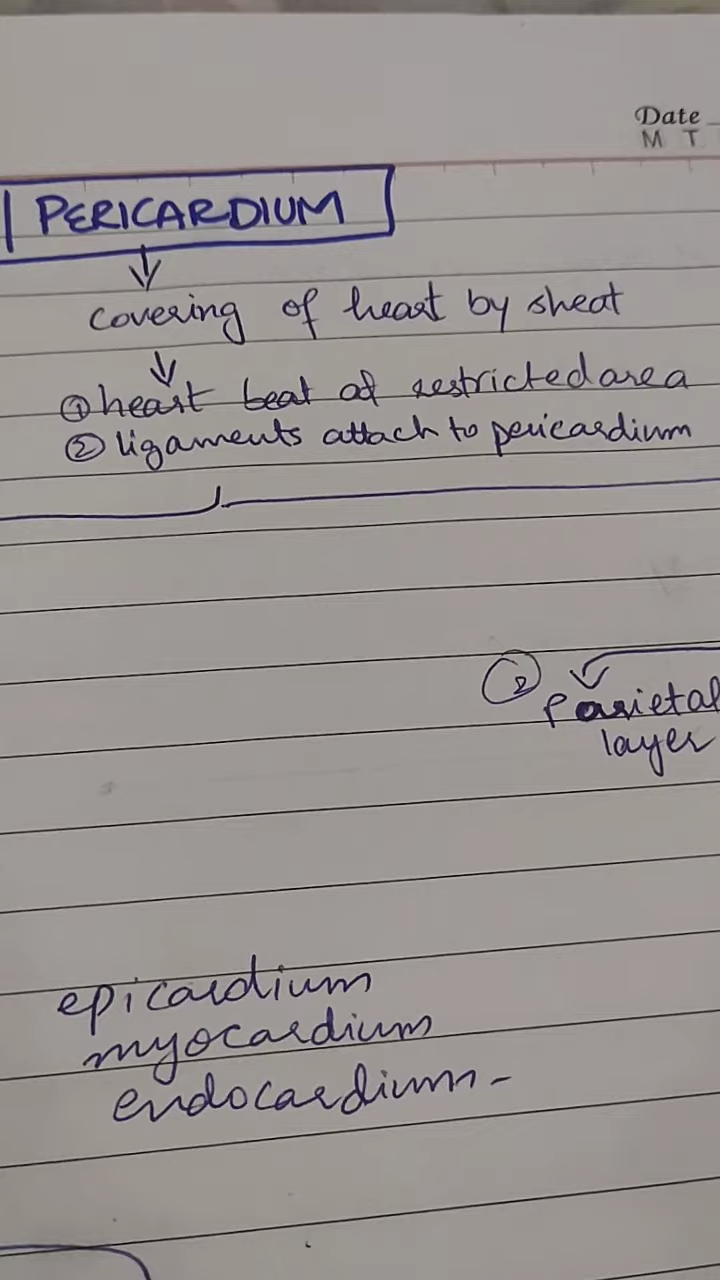 Date
M T
PERICARDIUM
covering of heart by sheat
① heart beat at restricted area
② ligaments attach to pericardium
② Parietal
layer
epicardium
myocardium
endocardium -